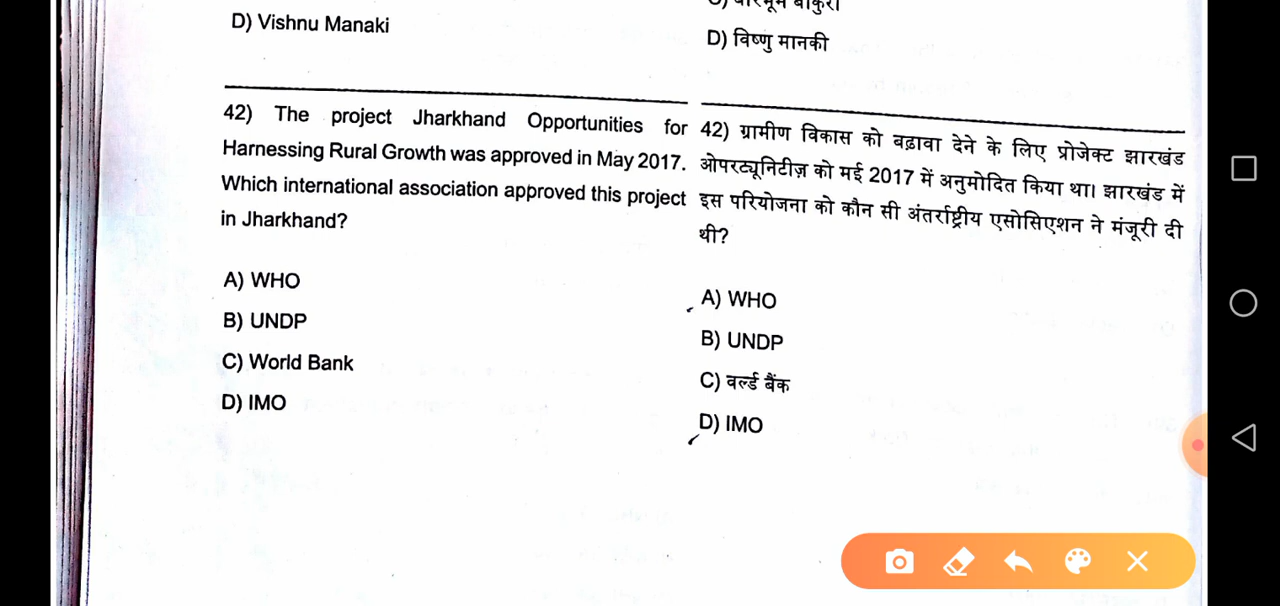 D) Vishnu Manaki
D) विष्णु मानकी
42) The project Jharkhand Opportunities for
Harnessing Rural Growth was approved in May 2017.
Which international association approved this project
in Jharkhand?
A) WHO
B) UNDP
C) World Bank
D) IMO
42) ग्रामीण विकास को बढ़ावा देने के लिए प्रोजेक्ट झारखंड
ओपरट्यूनिटीज़ को मई 2017 में अनुमोदित किया था। झारखंड में
इस परियोजना को कौन सी अंतर्राष्ट्रीय एसोसिएशन ने मंजूरी दी
थी?
A) WHO
B) UNDP
C) वर्ल्ड बैंक
D) IMO